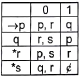 0 1
→p p, r q
q r, s p
*r p, s r
*s q, r ¢